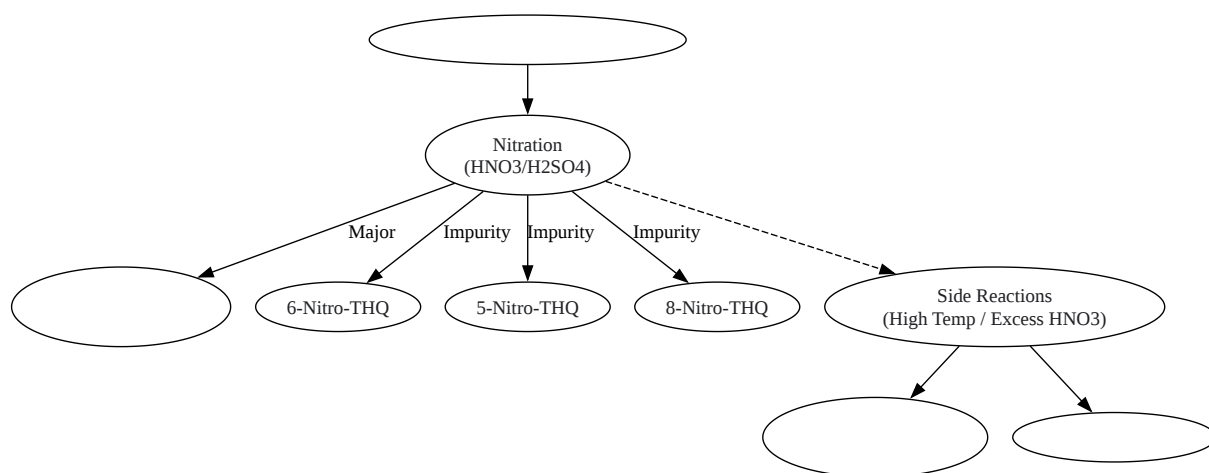 Nitration
(HNO3/H2SO4)
Major
Impurity
Impurity
Impurity
6-Nitro-THQ
5-Nitro-THQ
8-Nitro-THQ
Side Reactions
(High Temp / Excess HNO3)